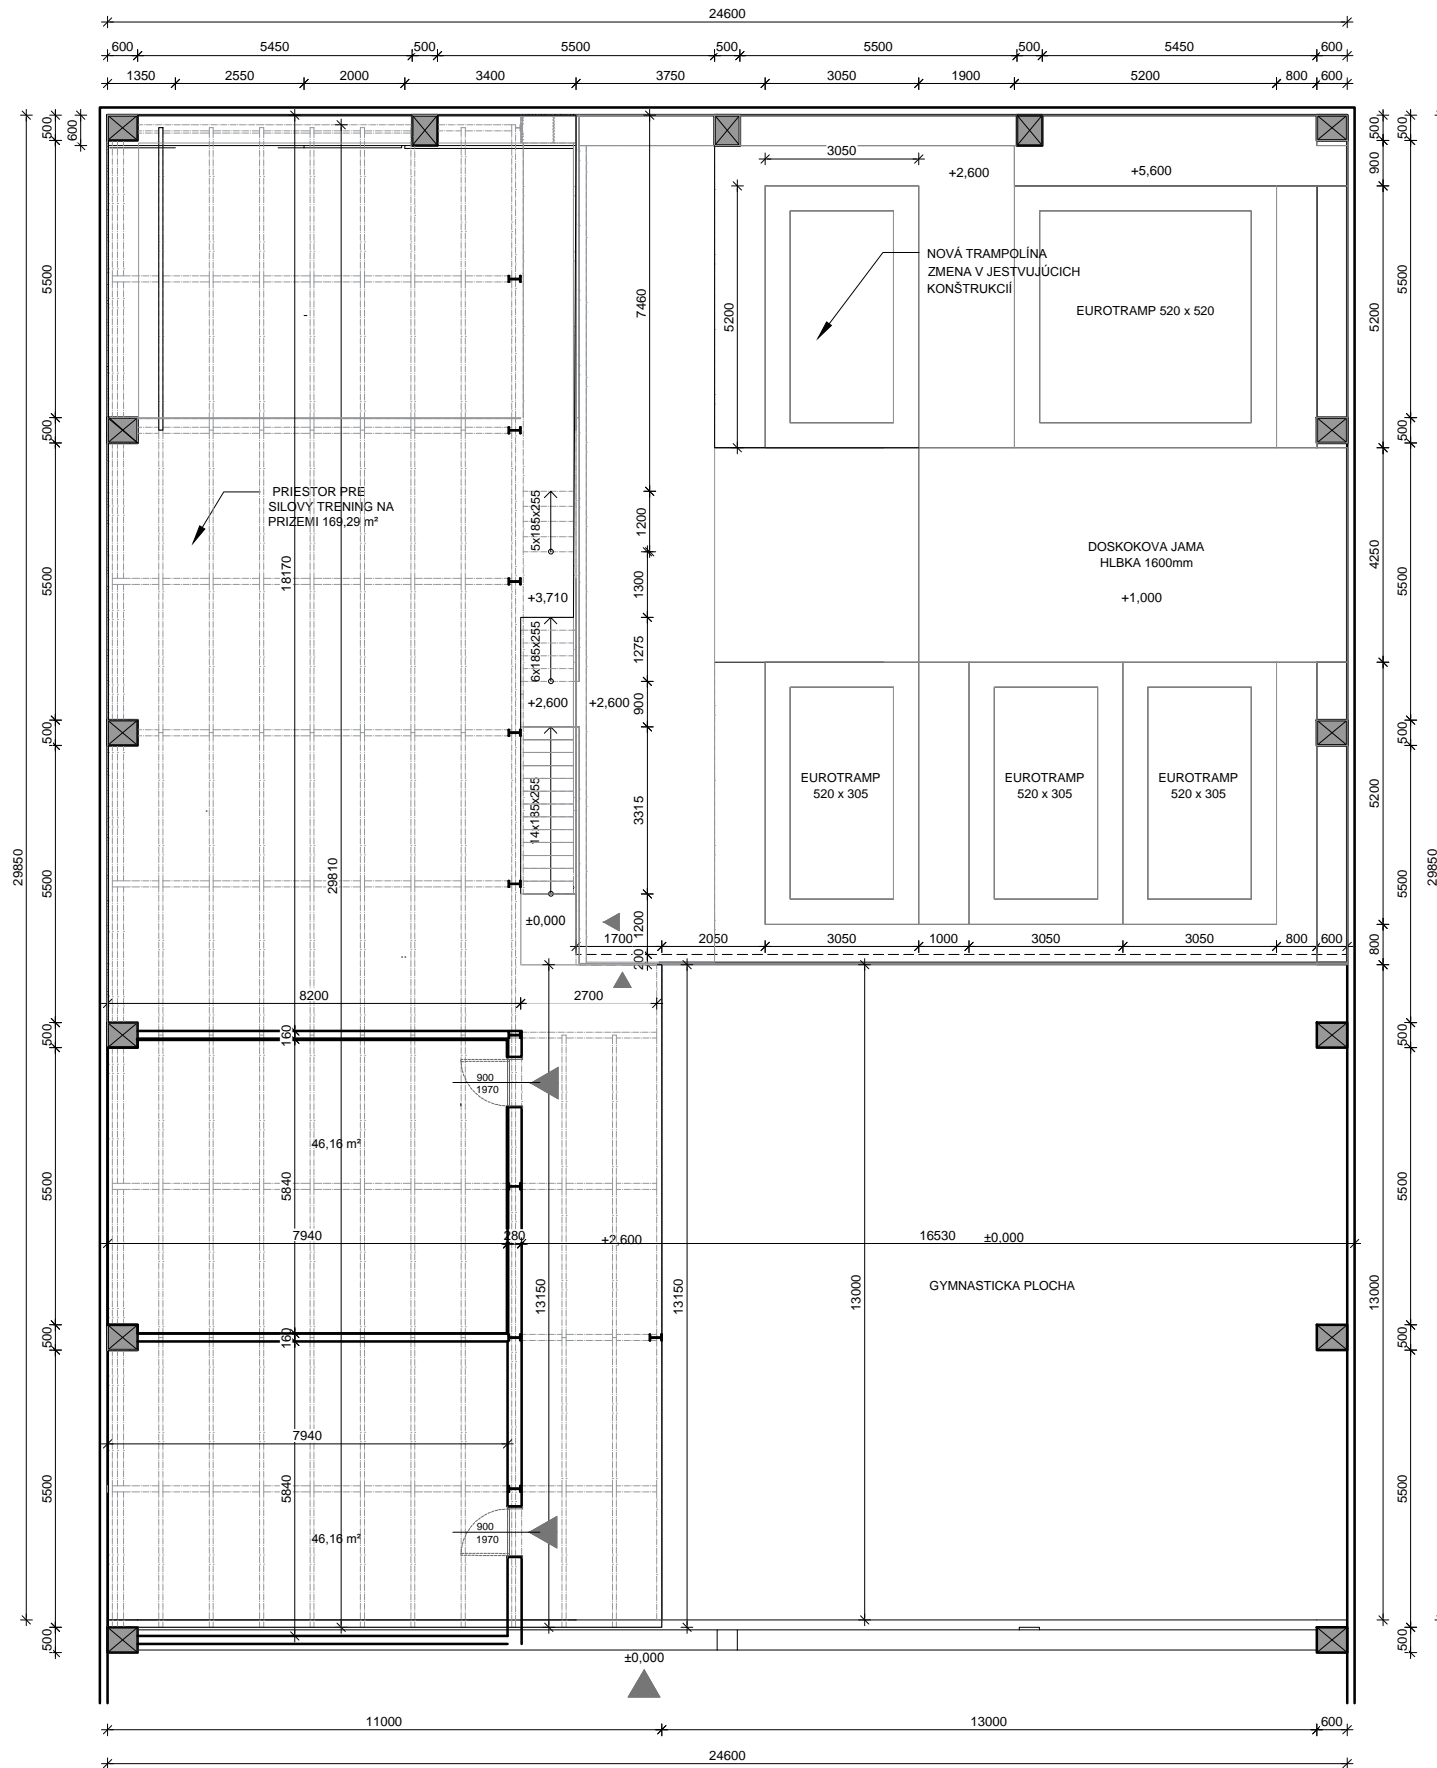 24600
600 5450 500 5500 500 5500 500 5450 600
1350 2550 2000 3400 3750 3050 1900 5200 800 600
500 600 500 500
900
3050
+2,600 +5,600
NOVÁ TRAMPOLÍNA
ZMENA V JESTVUJÚCICH
KONŠTRUKCIÍ
5500 7460 5200 5200 5500
EUROTRAMP 520 x 520
500 500
PRIESTOR PRE
SILOVY TRENING NA
PRIZEMI 169,29 m²
5x185x255 1200
DOSKOKOVA JAMA
HLBKA 1600mm
+1,000
5500 18170 1300 4250 5500
+3,710
6x185x255 1275
+2,600 +2,600 900
500 500
EUROTRAMP
520 x 305
EUROTRAMP
520 x 305
EUROTRAMP
520 x 305
14x185x255 3315 5200
29850 5500 29810 5500 29850
±0,000 1200
1700 2050 3050 1000 3050 3050 800 600
200 800
8200 2700
500 160 500
900
1970
46,16 m²
5500 5840 5500
7940 280 +2,600 16530 ±0,000
GYMNASTICKA PLOCHA
13150 13150 13000 13000
500 160 500
7940
5500 5840 5500
900
1970
46,16 m²
500 500
±0,000
11000 13000 600
24600